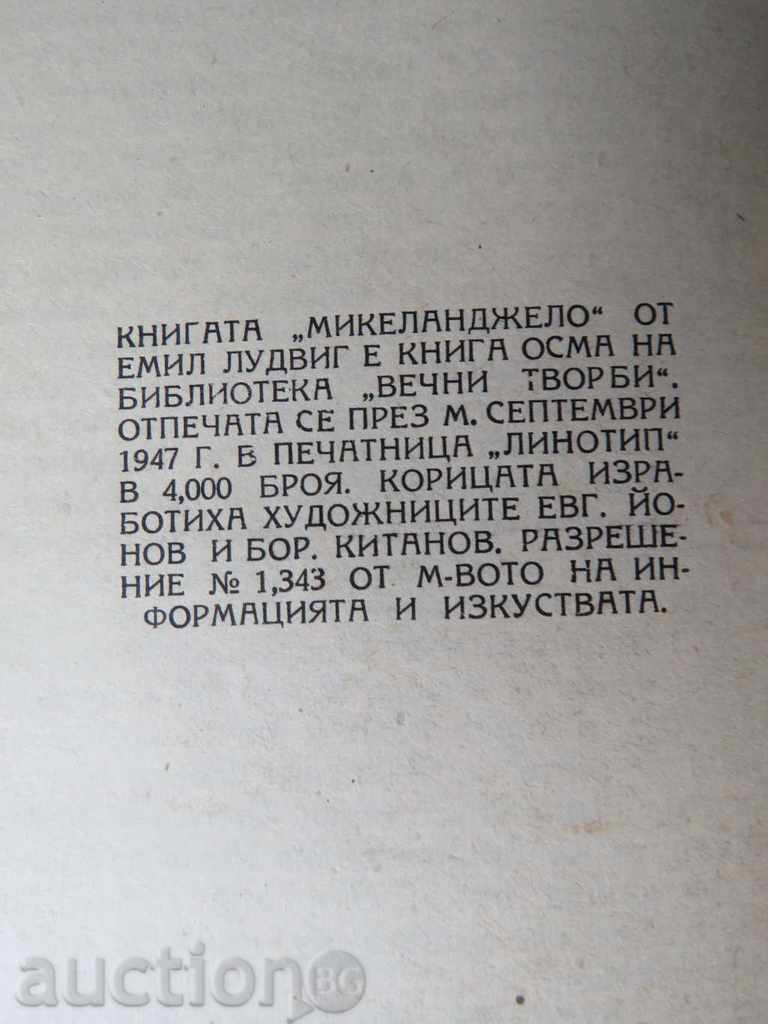 КНИГАТА „МИКЕЛАНДЖЕЛО“ ОТ
ЕМИЛ ЛУДВИГ Е КНИГА ОСМА НА
БИБЛИОТЕКА „ВЕЧНИ ТВОРБИ“.
ОТПЕЧАТА СЕ ПРЕЗ М. СЕПТЕМВРИ
1947 Г. В ПЕЧАТНИЦА „ЛИНОТИП“
В 4,000 БРОЯ. КОРИЦАТА ИЗРА-
БОТИХА ХУДОЖНИЦИТЕ ЕВГ. ЙО-
НОВ И БОР. КИТАНОВ. РАЗРЕШЕ-
НИЕ № 1,343 ОТ М-ВОТО НА ИН-
ФОРМАЦИЯТА И ИЗКУСТВАТА.
auction BG